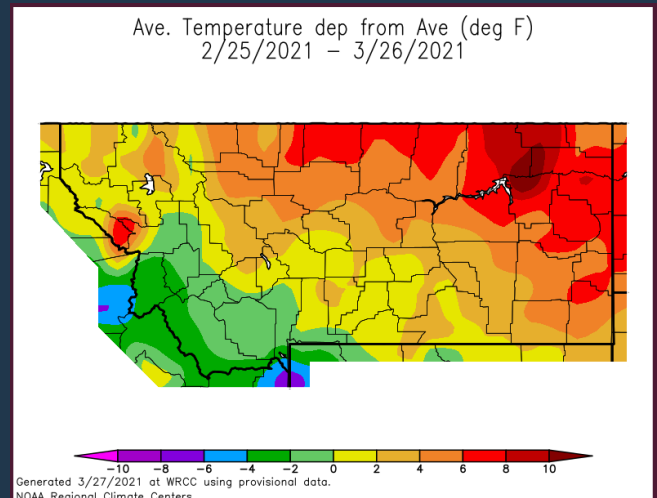 Ave. Temperature dep from Ave (deg F)
2/25/2021 – 3/26/2021
-10 -8 -6 -4 -2 0 2 4 6 8 10
Generated 3/27/2021 at WRCC using provisional data.
NOAA Regional Climate Centers